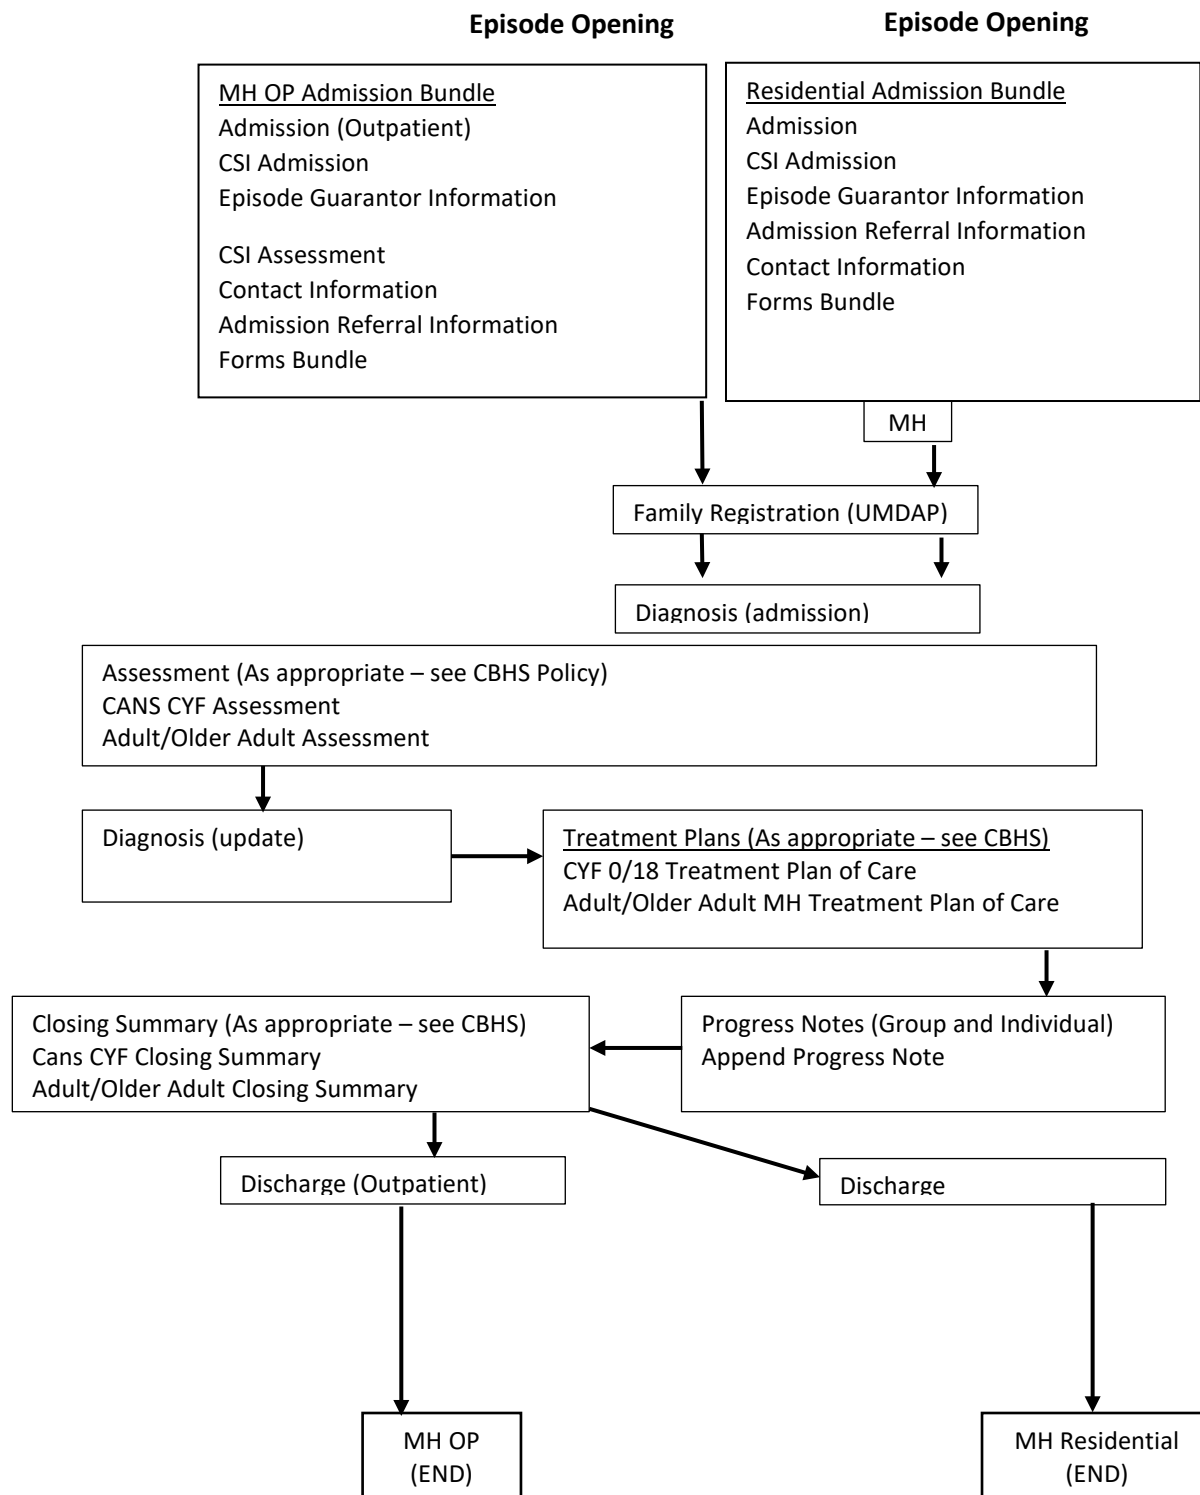 Episode Opening
Episode Opening
MH OP Admission Bundle
Admission (Outpatient)
CSI Admission
Episode Guarantor Information
CSI Assessment
Contact Information
Admission Referral Information
Forms Bundle
Residential Admission Bundle
Admission
CSI Admission
Episode Guarantor Information
Admission Referral Information
Contact Information
Forms Bundle
MH
Family Registration (UMDAP)
Diagnosis (admission)
Assessment (As appropriate – see CBHS Policy)
CANS CYF Assessment
Adult/Older Adult Assessment
Diagnosis (update)
Treatment Plans (As appropriate – see CBHS)
CYF 0/18 Treatment Plan of Care
Adult/Older Adult MH Treatment Plan of Care
Closing Summary (As appropriate – see CBHS)
Cans CYF Closing Summary
Adult/Older Adult Closing Summary
Progress Notes (Group and Individual)
Append Progress Note
Discharge (Outpatient)
Discharge
MH OP
(END)
MH Residential
(END)